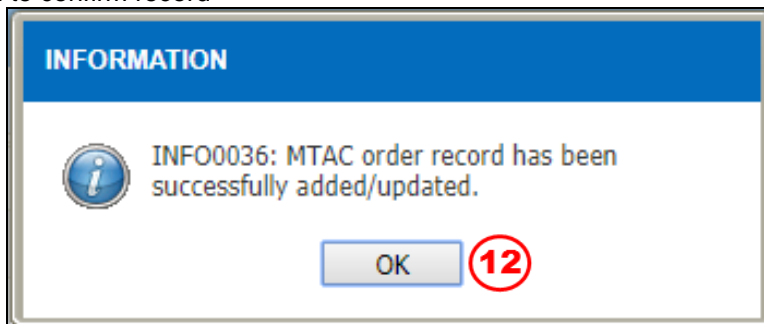 to confirm record
INFORMATION
INFO0036: MTAC order record has been
successfully added/updated.
OK
12